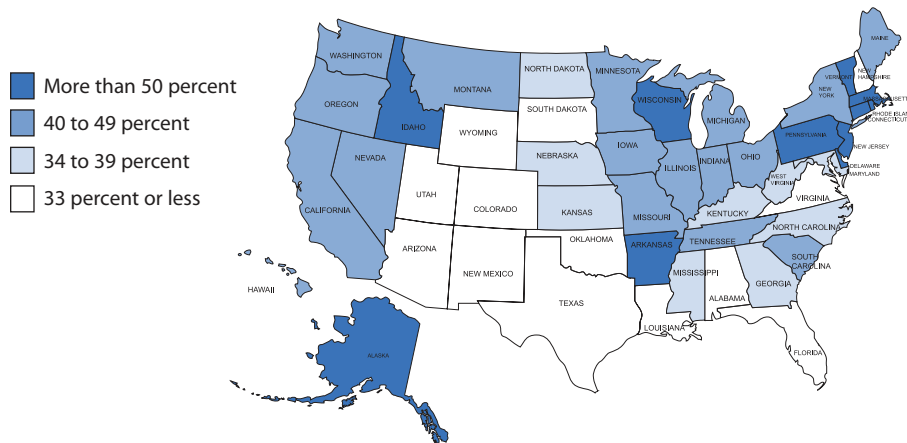 More than 50 percent
40 to 49 percent
34 to 39 percent
33 percent or less
WASHINGTON
OREGON
CALIFORNIA
NEVADA
IDAHO
MONTANA
WYOMING
UTAH
COLORADO
ARIZONA
NEW MEXICO
NORTH DAKOTA
SOUTH DAKOTA
NEBRASKA
KANSAS
OKLAHOMA
TEXAS
MINNESOTA
IOWA
MISSOURI
ARKANSAS
LOUISIANA
WISCONSIN
ILLINOIS
MICHIGAN
INDIANA
OHIO
KENTUCKY
TENNESSEE
MISSISSIPPI
ALABAMA
GEORGIA
FLORIDA
SOUTH
CAROLINA
NORTH CAROLINA
VIRGINIA
WEST
VIRGINIA
PENNSYLVANIA
NEW
YORK
VERMONT
NEW
HAMPSHIRE
MAINE
MASSACHUSETT
RHODE ISLAN
CONNECTICUT
NEW JERSEY
DELAWARE
MARYLAND
HAWAII
ALASKA